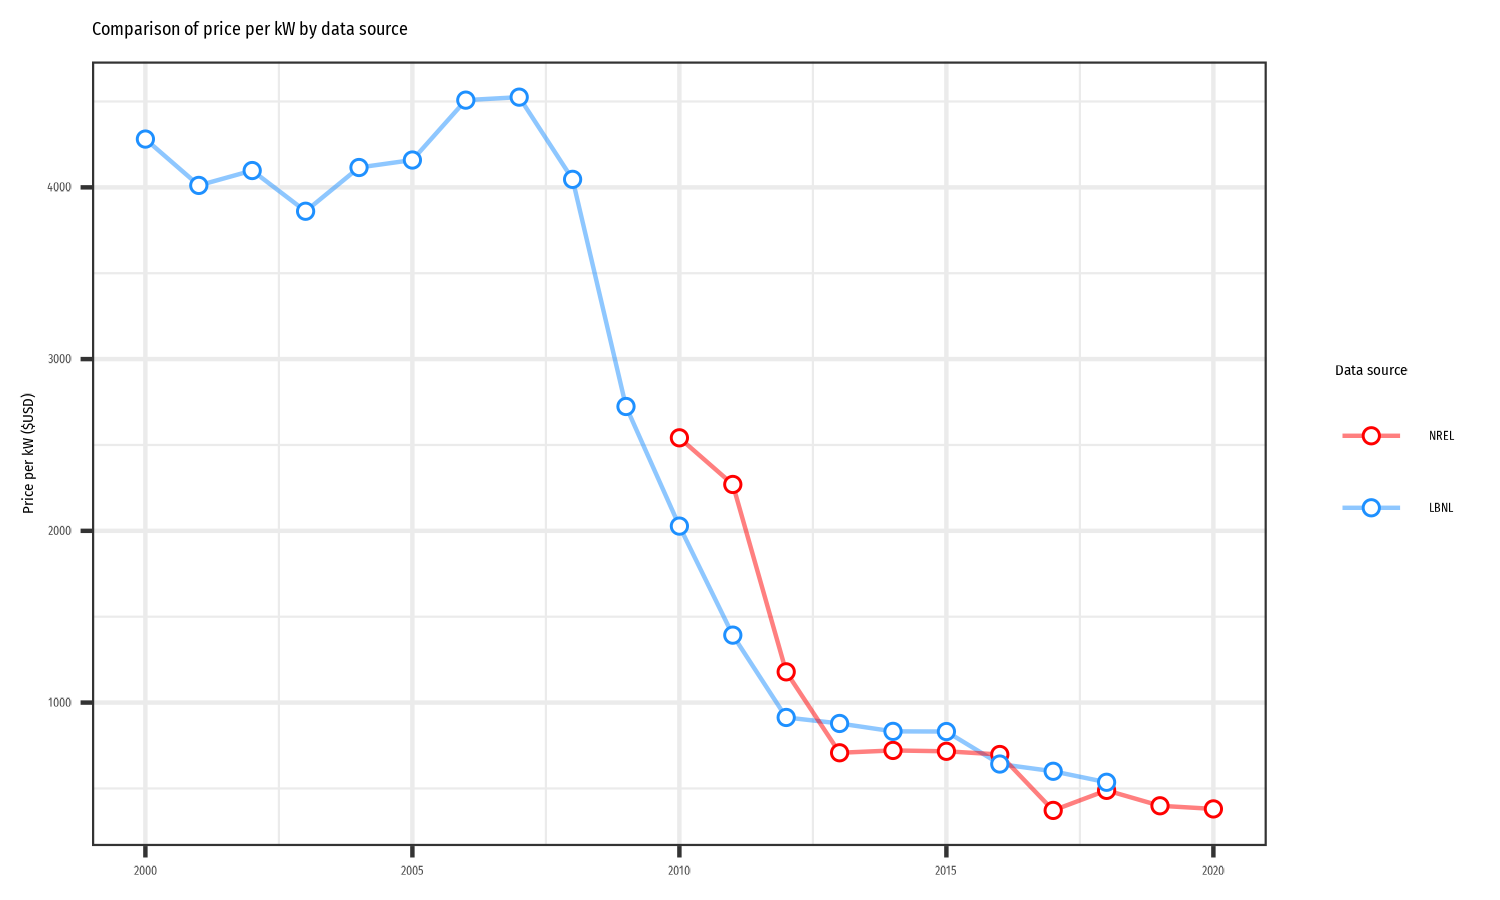 Comparison of price per kW by data source
Price per kW ($USD)
4000
3000
2000
1000
2000
2005
2010
2015
2020
Data source
NREL
LBNL